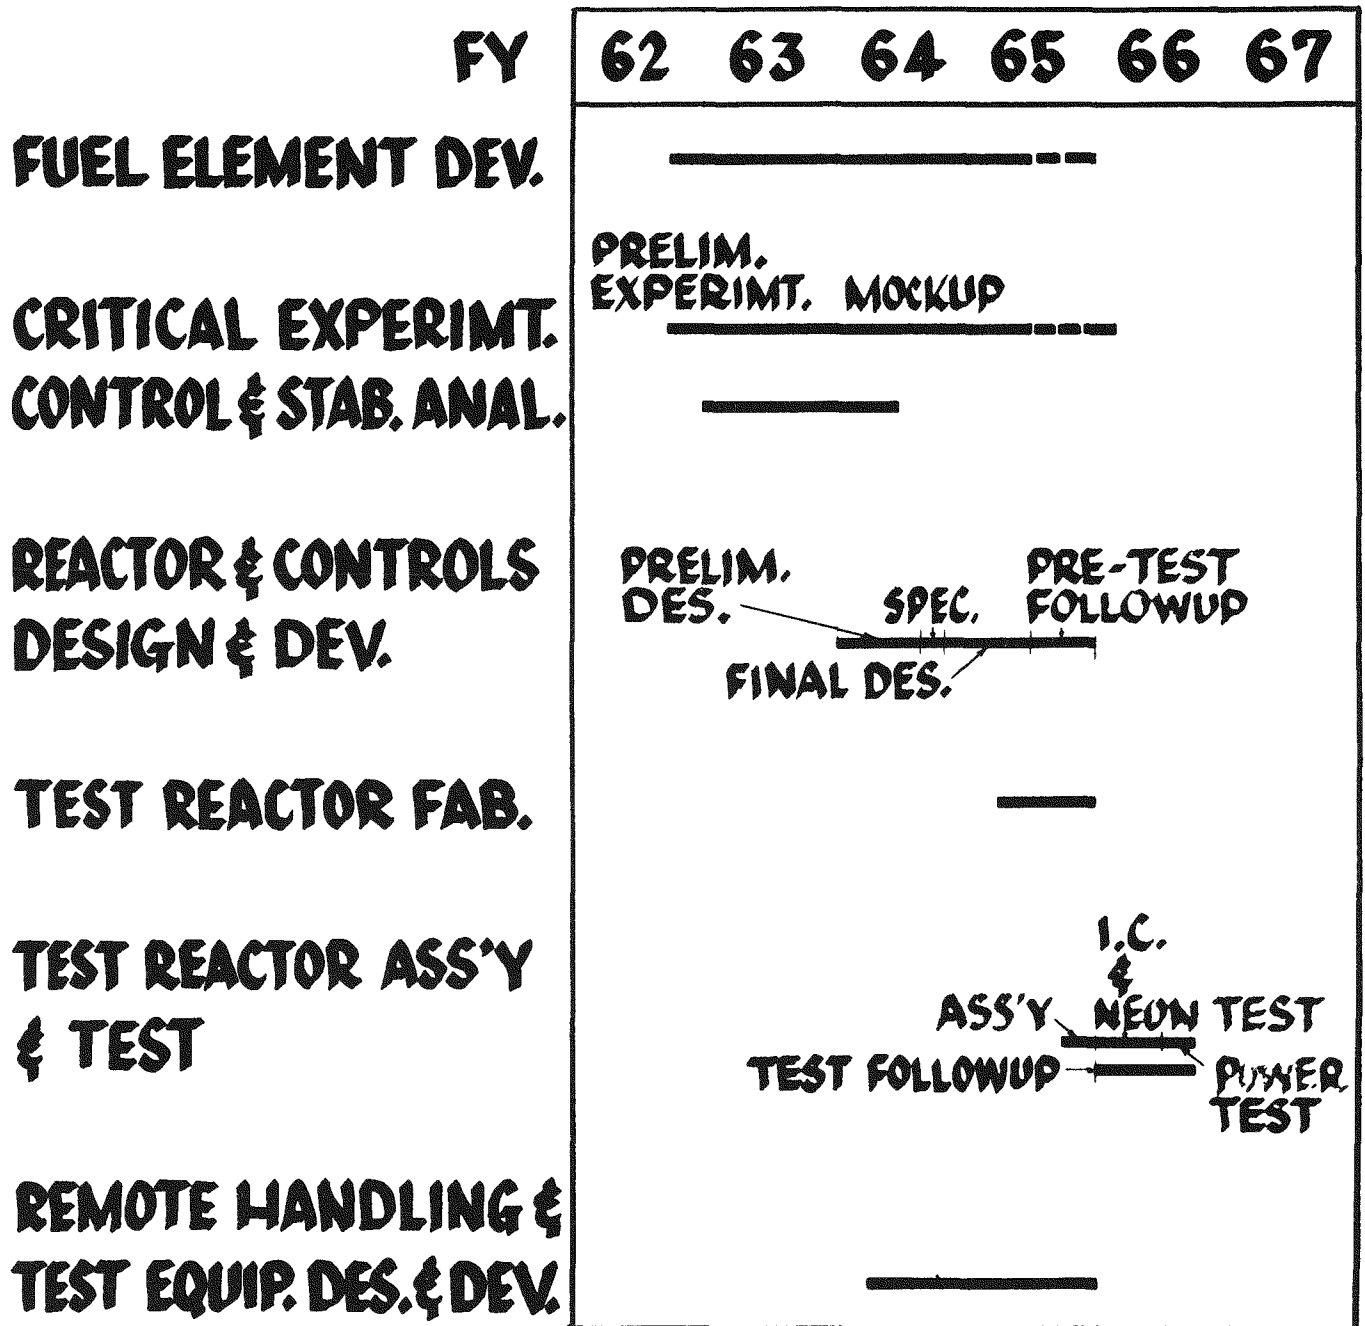 FY 62 63 64 65 66 67
FUEL ELEMENT DEV.
PRELIM.
EXPERIMT. MOCKUP
CRITICAL EXPERIMT.
CONTROL & STAB. ANAL.
REACTOR & CONTROLS
DESIGN & DEV.
PRELIM.
DES.
SPEC.
PRE-TEST
FOLLOWUP
FINAL DES.
TEST REACTOR FAB.
TEST REACTOR ASS'Y
& TEST
I.C.
&
ASS'Y NEUN TEST
TEST FOLLOWUP
POWER
TEST
REMOTE HANDLING &
TEST EQUIP. DES. & DEV.